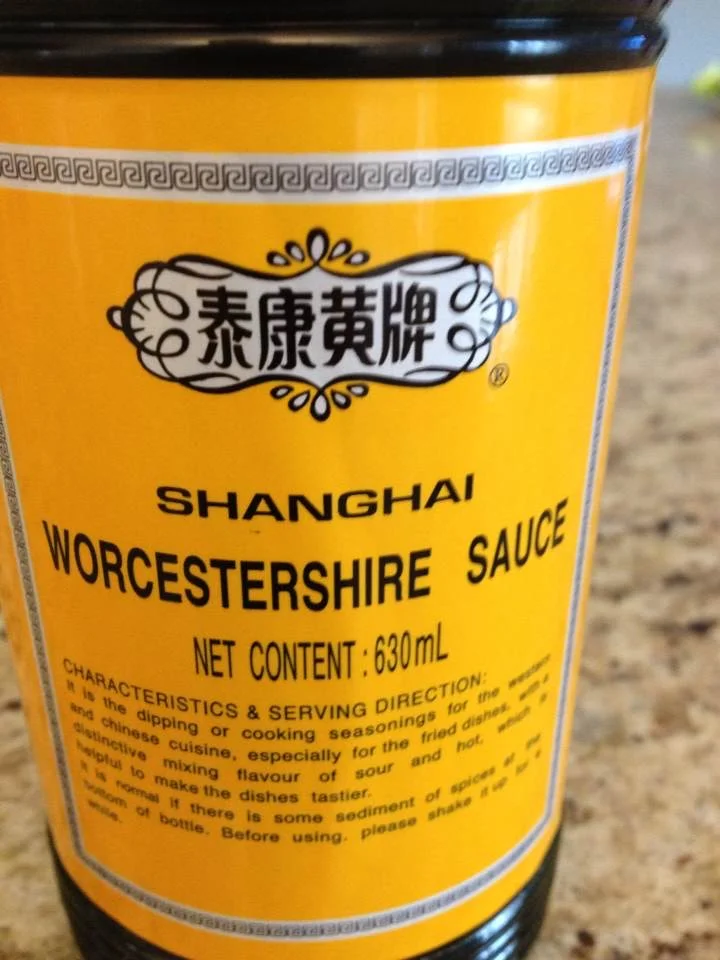 泰康黄牌
®
SHANGHAI
WORCESTERSHIRE SAUCE
NET CONTENT : 630mL
CHARACTERISTICS & SERVING DIRECTION:
It is the dipping or cooking seasonings for the western
and chinese cuisine, especially for the fried dishes, with a
distinctive mixing flavour of sour and hot, which is
helpful to make the dishes tastier.
It is normal if there is some sediment of spices at the
bottom of bottle. Before using, please shake it up for a
while.